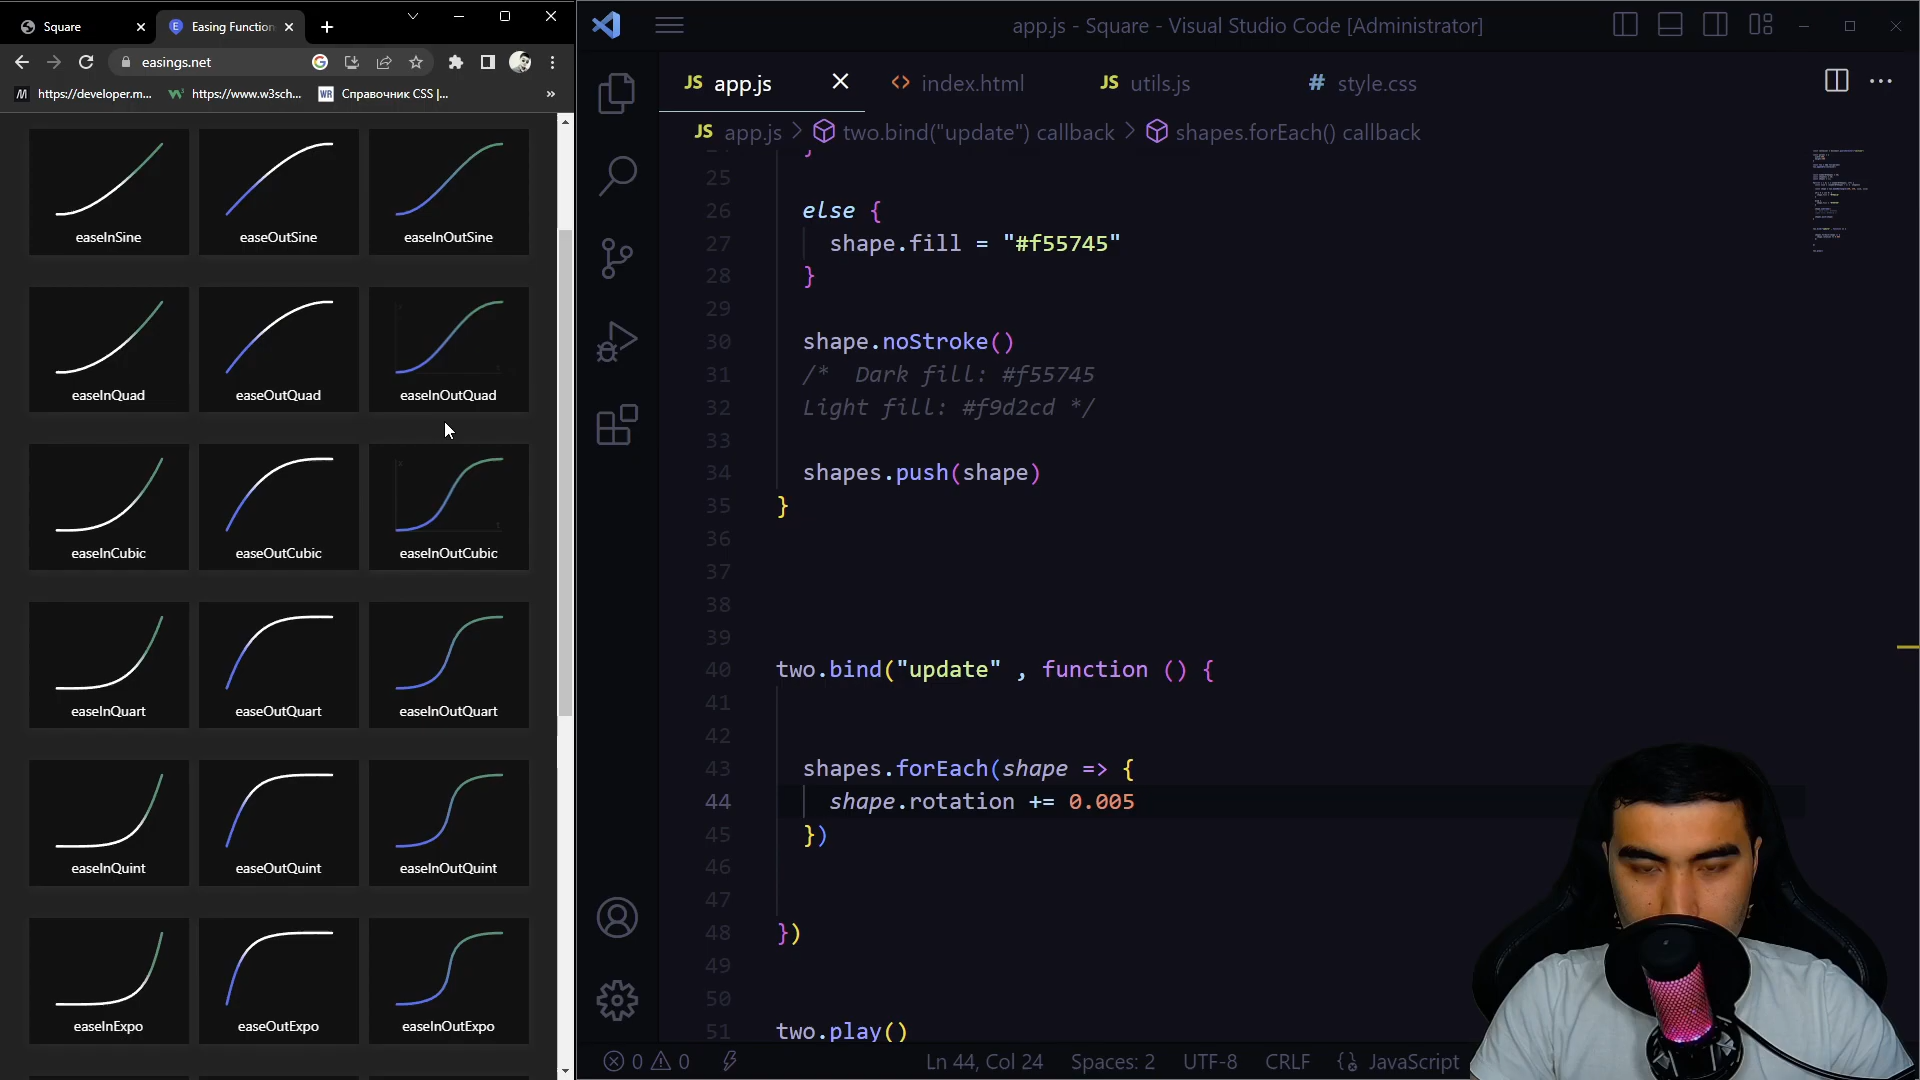 Square
Easing Function
easings.net
https://developer.m...
https://www.w3sch...
WR Справочник CSS |...
easeInSine
easeOutSine
easeInOutSine
easeInQuad
easeOutQuad
easeInOutQuad
easeInCubic
easeOutCubic
easeInOutCubic
easeInQuart
easeOutQuart
easeInOutQuart
easeInQuint
easeOutQuint
easeInOutQuint
easeInExpo
easeOutExpo
easeInOutExpo
app.js - Square - Visual Studio Code [Administrator]
JS app.js
<> index.html
JS utils.js
# style.css
JS app.js > two.bind("update") callback > shapes.forEach() callback
25
26 else {
27 shape.fill = "#f55745"
28 }
29
30 shape.noStroke()
31 /* Dark fill: #f55745
32 Light fill: #f9d2cd */
33
34 shapes.push(shape)
35 }
36
37
38
39
40 two.bind("update" , function () {
41
42
43 shapes.forEach(shape => {
44 shape.rotation += 0.005
45 })
46
47
48 })
49
50
51 two.play()
0 0
Ln 44, Col 24
Spaces: 2
UTF-8
CRLF
{} JavaScript